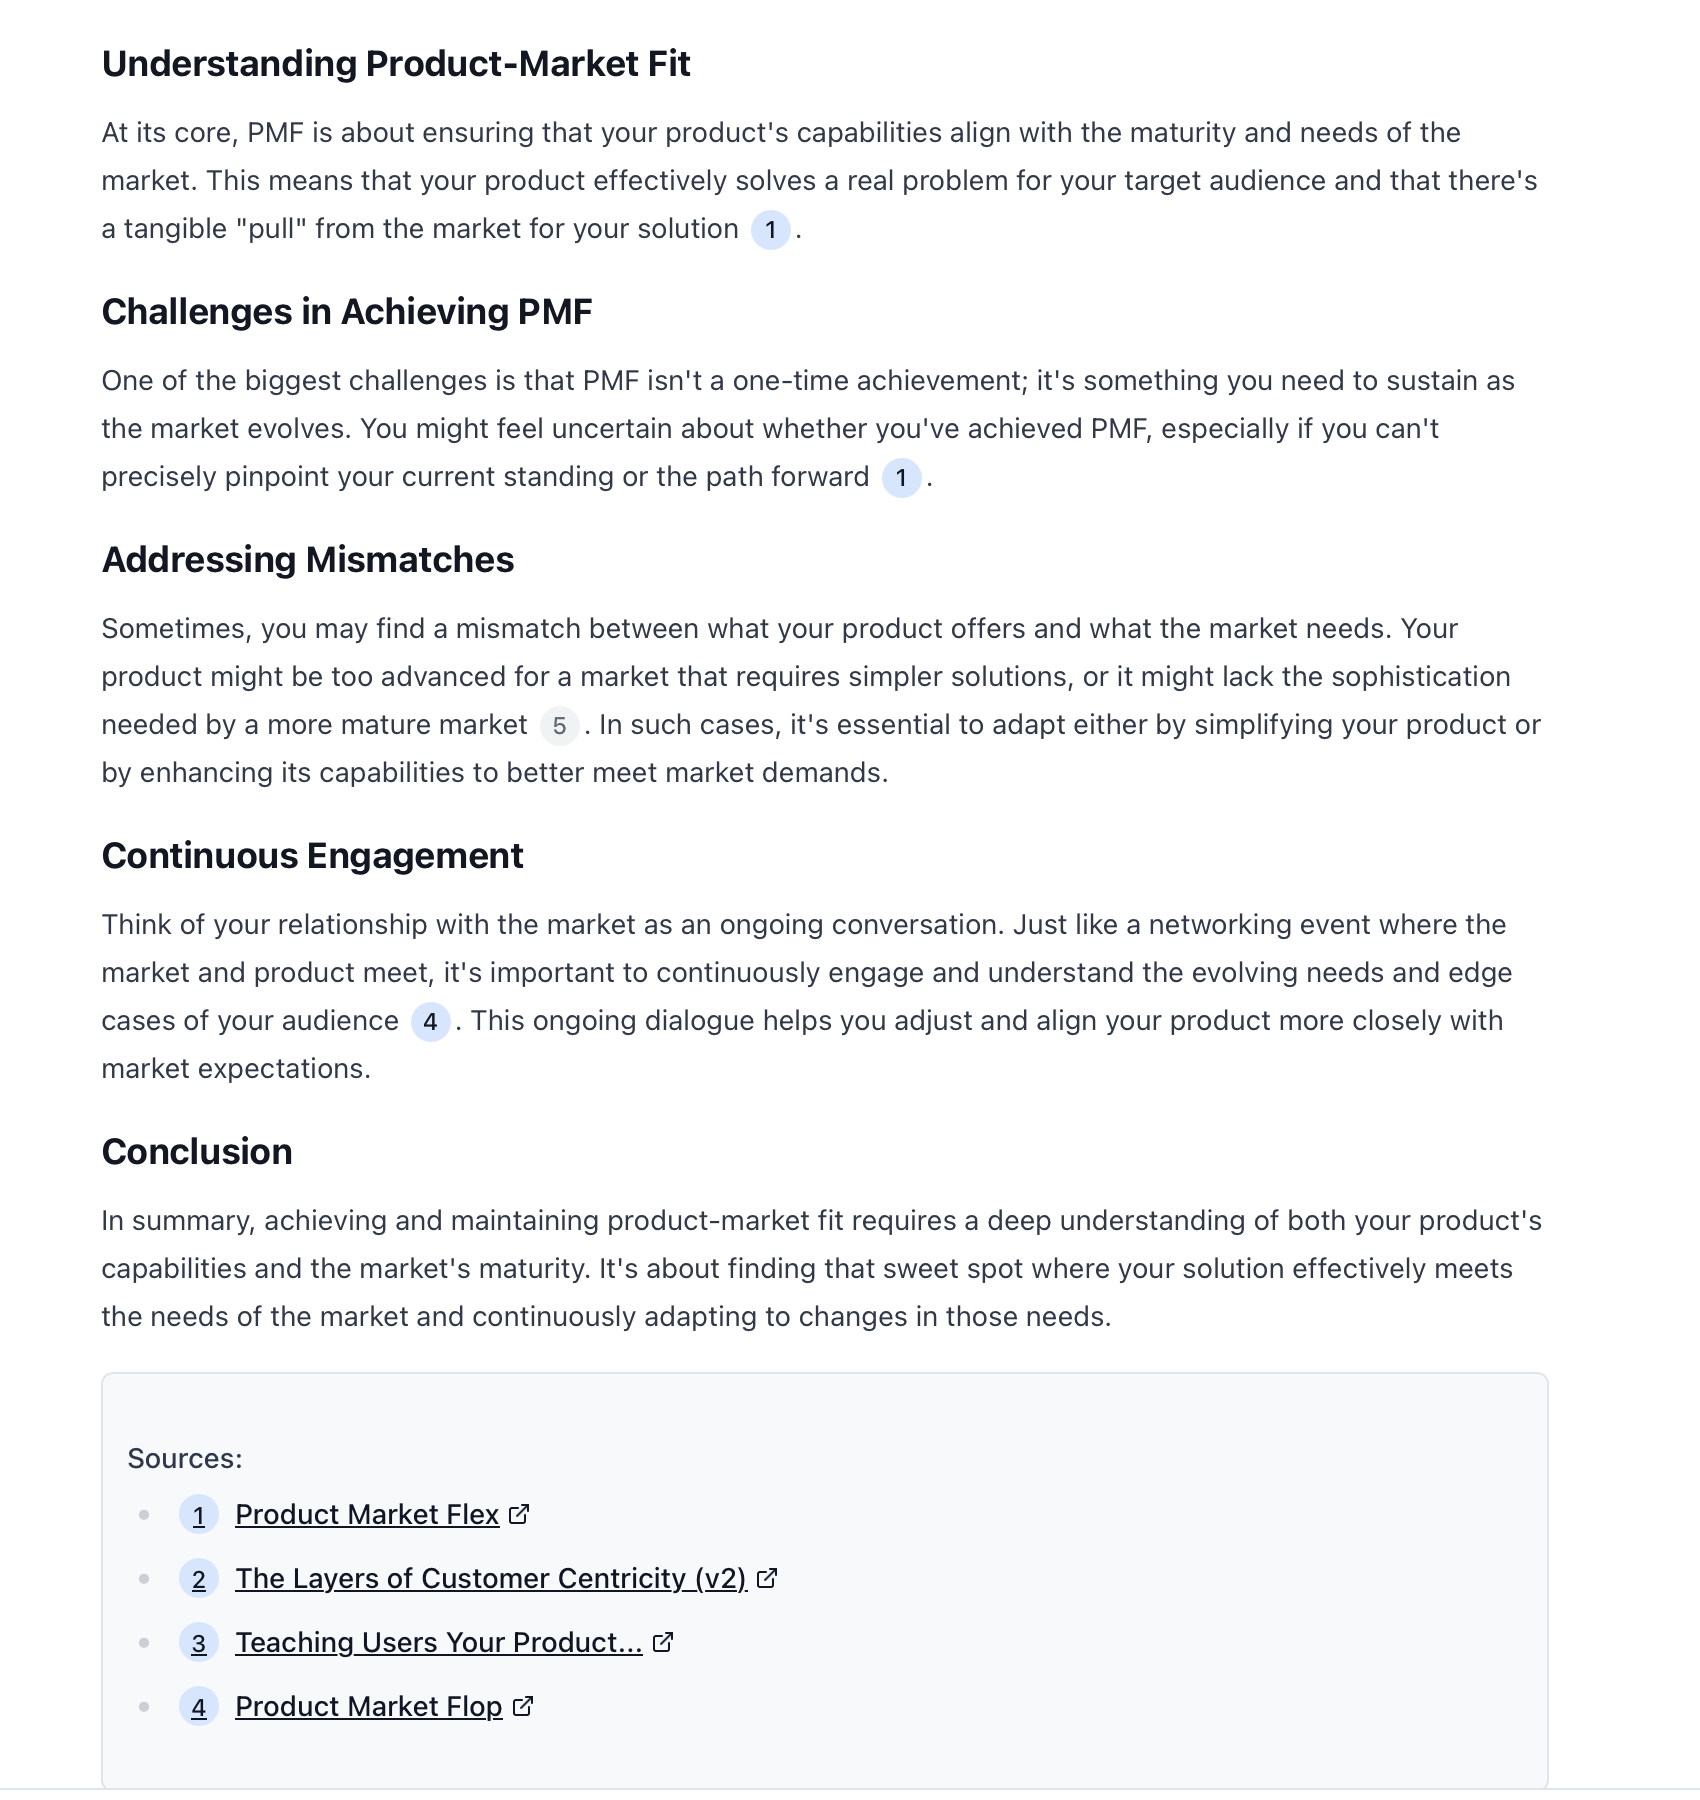 Understanding Product-Market Fit
At its core, PMF is about ensuring that your product's capabilities align with the maturity and needs of the
market. This means that your product effectively solves a real problem for your target audience and that there's
a tangible "pull" from the market for your solution 1 .
Challenges in Achieving PMF
One of the biggest challenges is that PMF isn't a one-time achievement; it's something you need to sustain as
the market evolves. You might feel uncertain about whether you've achieved PMF, especially if you can't
precisely pinpoint your current standing or the path forward 1 .
Addressing Mismatches
Sometimes, you may find a mismatch between what your product offers and what the market needs. Your
product might be too advanced for a market that requires simpler solutions, or it might lack the sophistication
needed by a more mature market 5 . In such cases, it's essential to adapt either by simplifying your product or
by enhancing its capabilities to better meet market demands.
Continuous Engagement
Think of your relationship with the market as an ongoing conversation. Just like a networking event where the
market and product meet, it's important to continuously engage and understand the evolving needs and edge
cases of your audience 4 . This ongoing dialogue helps you adjust and align your product more closely with
market expectations.
Conclusion
In summary, achieving and maintaining product-market fit requires a deep understanding of both your product's
capabilities and the market's maturity. It's about finding that sweet spot where your solution effectively meets
the needs of the market and continuously adapting to changes in those needs.
Sources:
1 Product Market Flex
2 The Layers of Customer Centricity (v2)
3 Teaching Users Your Product...
4 Product Market Flop